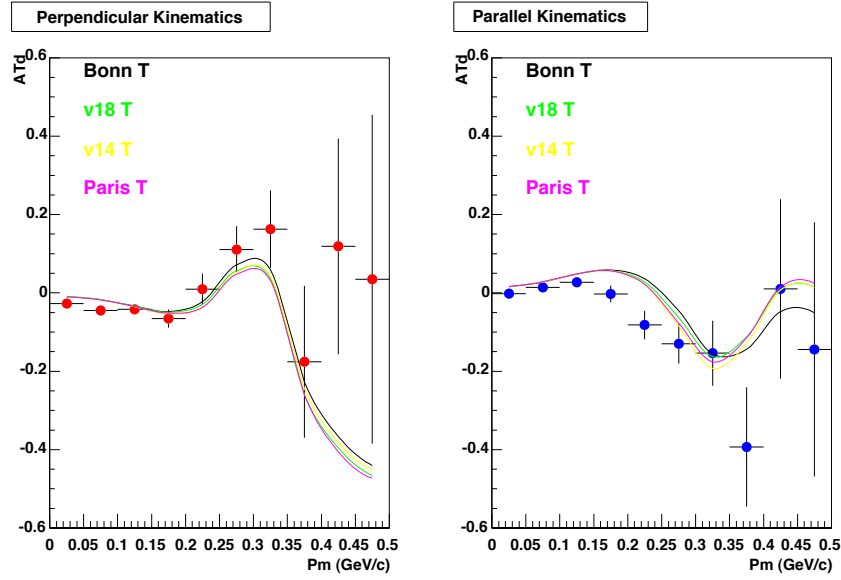 Perpendicular Kinematics
ATd
0.6
0.4
0.2
0
-0.2
-0.4
-0.6
Bonn T
v18 T
v14 T
Paris T
0 0.05 0.1 0.15 0.2 0.25 0.3 0.35 0.4 0.45 0.5
Pm (GeV/c)
Parallel Kinematics
ATd
0.6
0.4
0.2
0
-0.2
-0.4
-0.6
Bonn T
v18 T
v14 T
Paris T
0 0.05 0.1 0.15 0.2 0.25 0.3 0.35 0.4 0.45 0.5
Pm (GeV/c)